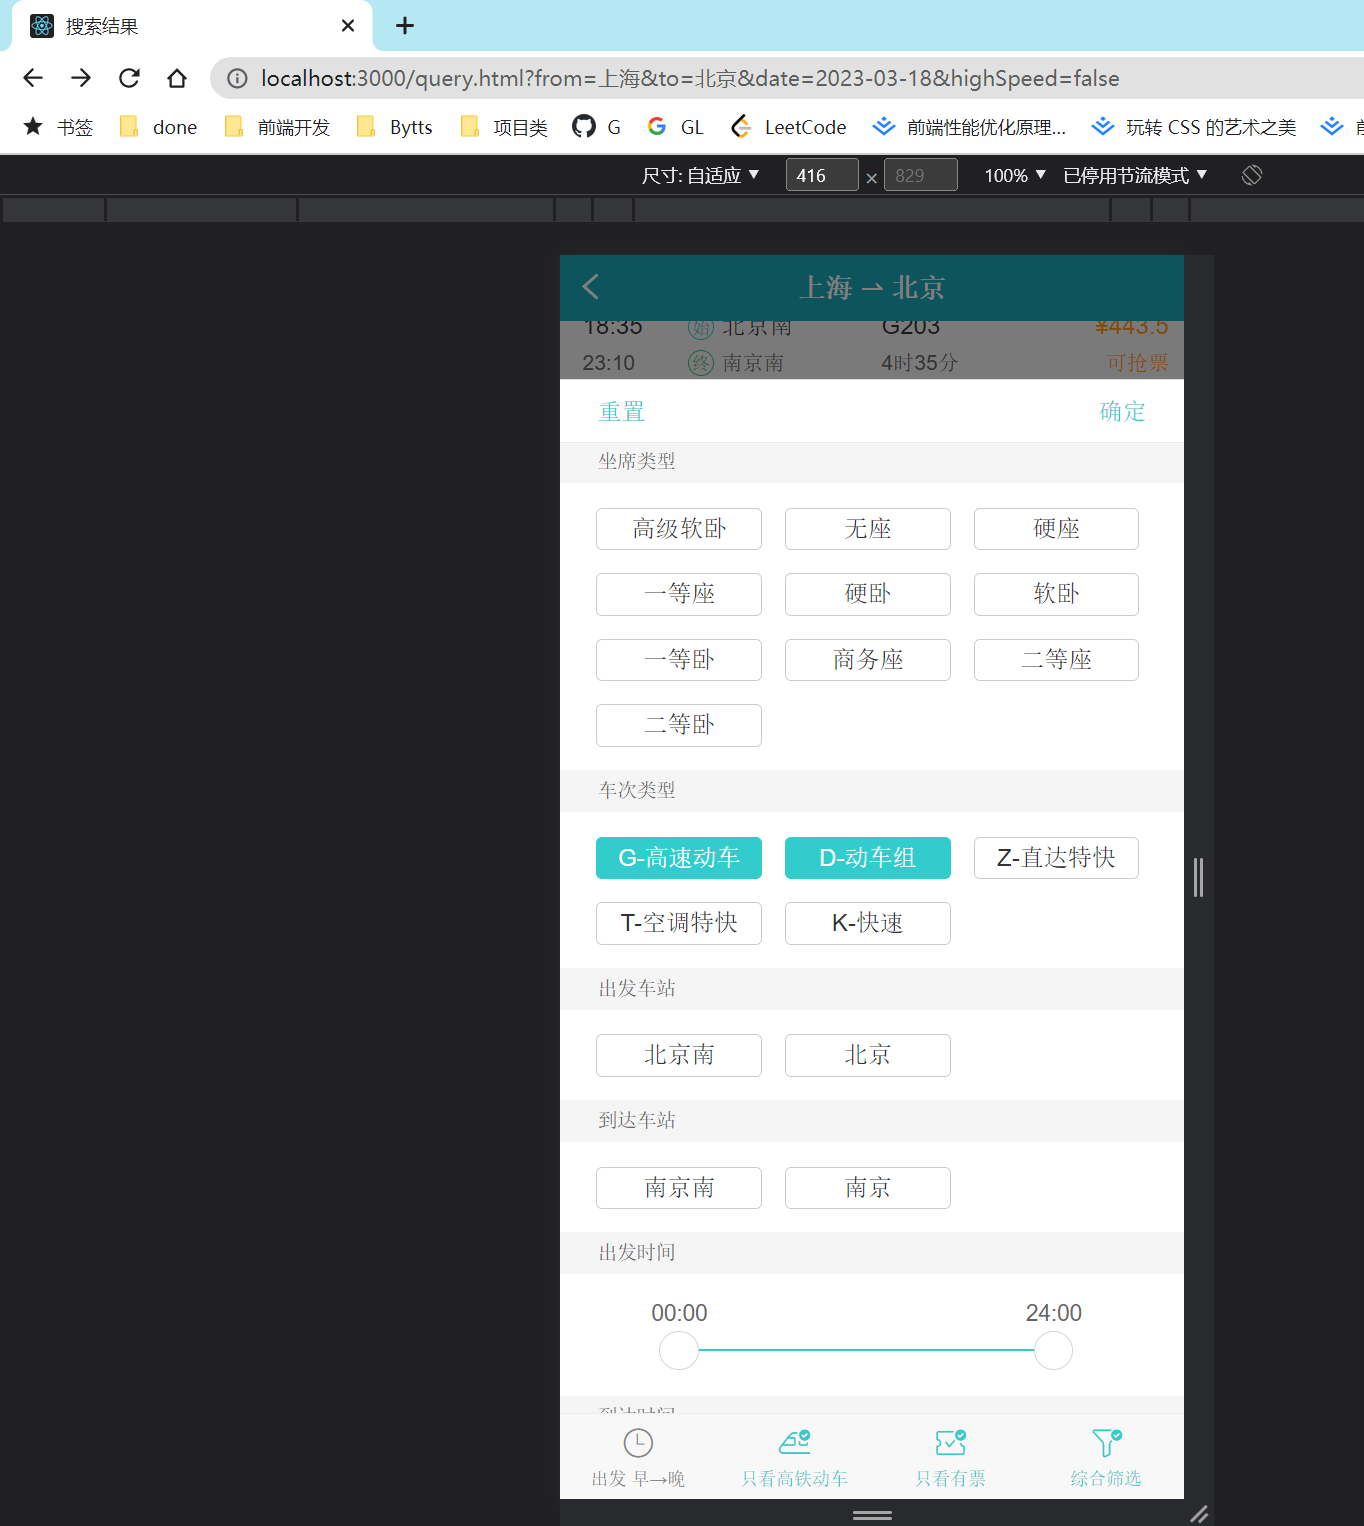 搜索结果
localhost:3000/query.html?from=上海&to=北京&date=2023-03-18&highSpeed=false
书签 done 前端开发 Bytts 项目类 G GL LeetCode 前端性能优化原理... 玩转 CSS 的艺术之美
尺寸: 自适应 ▼ 416 × 829 100% ▼ 已停用节流模式 ▼
上海 → 北京
18:35 始 北京南 G203 ¥443.5
23:10 终 南京南 4时35分 可抢票
重置 确定
坐席类型
高级软卧 无座 硬座
一等座 硬卧 软卧
一等卧 商务座 二等座
二等卧
车次类型
G-高速动车 D-动车组 Z-直达特快
T-空调特快 K-快速
出发车站
北京南 北京
到达车站
南京南 南京
出发时间
00:00 24:00
到达时间
出发 早→晚 只看高铁动车 只看有票 综合筛选